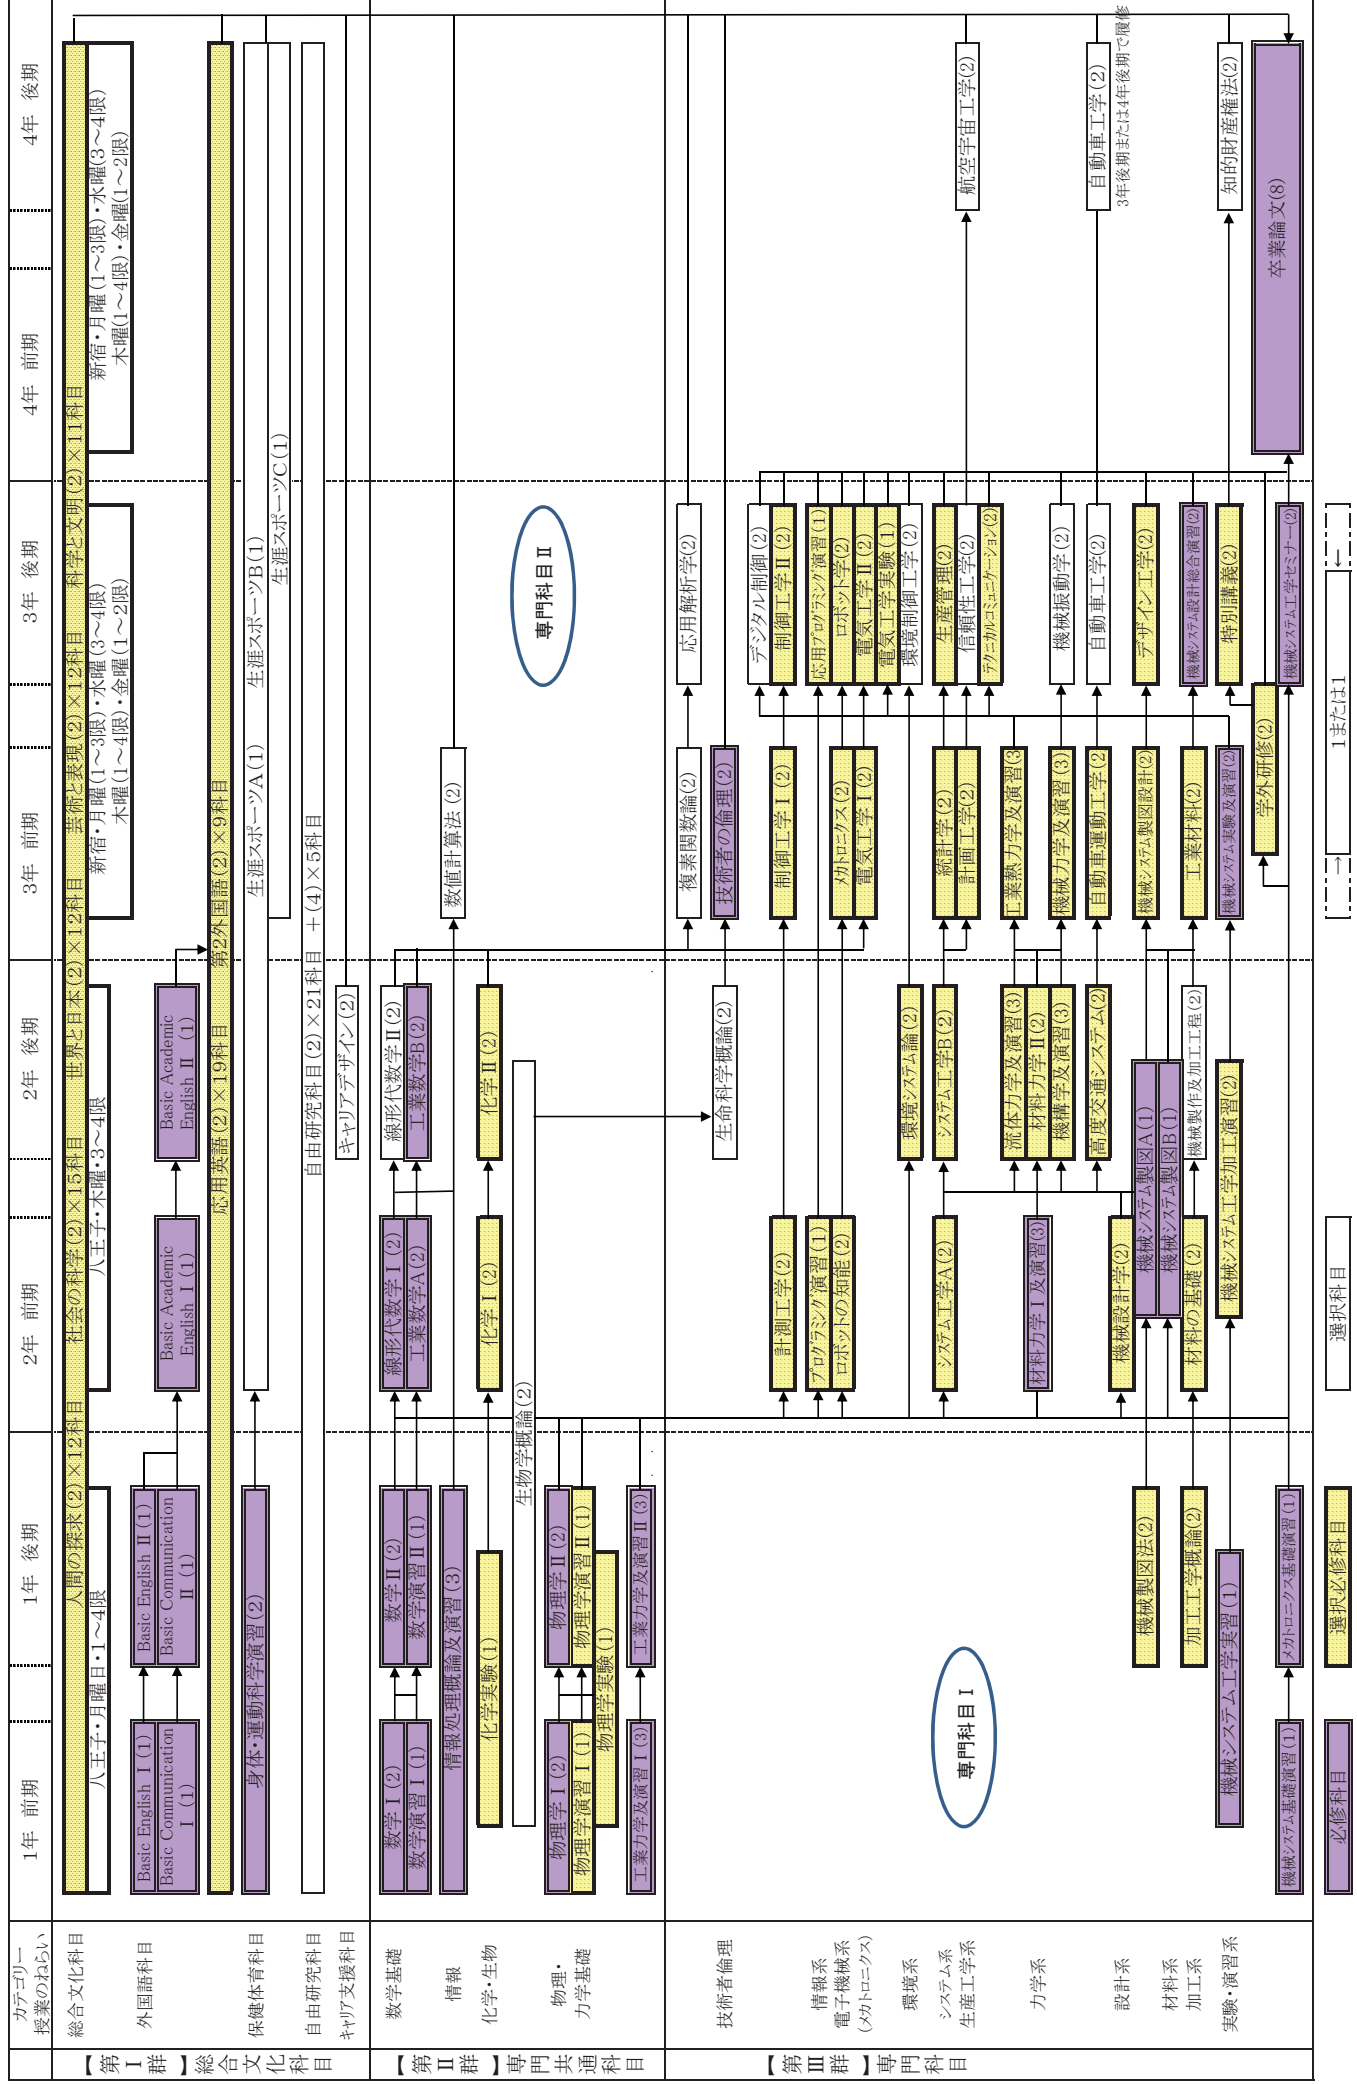 カテゴリー
授業のねらい
1年　前期
1年　後期
2年　前期
2年　後期
3年　前期
3年　後期
4年　前期
4年　後期
【第Ⅰ群】総合文化科目
総合文化科目
人間の探求(2)×12科目
社会の科学(2)×15科目
世界と日本(2)×12科目
芸術と表現(2)×12科目
科学と文明(2)×11科目
八王子・月曜日・1～4限
八王子・木曜・3～4限
新宿・月曜(1～3限)・水曜(3～4限)
木曜(1～4限)・金曜(1～2限)
新宿・月曜(1～3限)・水曜(3～4限)
木曜(1～4限)・金曜(1～2限)
外国語科目
Basic English Ⅰ(1)
Basic Communication
Ⅰ(1)
Basic English Ⅱ(1)
Basic Communication
Ⅱ(1)
Basic Academic
English Ⅰ(1)
Basic Academic
English Ⅱ (1)
応用英語(2)×19科目
第2外国語(2)×9科目
保健体育科目
身体・運動科学演習(2)
生涯スポーツA(1)
生涯スポーツB(1)
生涯スポーツC(1)
自由研究科目
自由研究科目(2)×21科目　＋(4)×5科目
キャリア支援科目
キャリアデザイン(2)
【第Ⅱ群】専門共通科目
数学基礎
数学Ⅰ(2)
数学Ⅱ(2)
線形代数学Ⅰ(2)
線形代数学Ⅱ(2)
数学演習Ⅰ(1)
数学演習Ⅱ(1)
工業数学A(2)
工業数学B(2)
情報
情報処理概論及演習(3)
数値計算法(2)
化学・生物
化学実験(1)
化学Ⅰ(2)
化学Ⅱ(2)
生物学概論(2)
物理・
力学基礎
物理学Ⅰ(2)
物理学Ⅱ(2)
物理学演習Ⅰ(1)
物理学演習Ⅱ(1)
物理学実験(1)
工業力学及演習Ⅰ(3)
工業力学及演習Ⅱ(3)
専門科目Ⅱ
【第Ⅲ群】専門科目
複素関数論(2)
応用解析学(2)
技術者倫理
生命科学概論(2)
技術者の倫理(2)
デジタル制御(2)
情報系
電子機械系
(メカトロニクス)
計測工学(2)
制御工学Ⅰ(2)
制御工学Ⅱ(2)
プログラミング演習(1)
応用プログラミング演習(1)
ロボットの知能(2)
メカトロニクス(2)
ロボット学(2)
電気工学Ⅰ(2)
電気工学Ⅱ(2)
電気工学実験(1)
環境系
環境システム論(2)
環境制御工学(2)
システム系
生産工学系
システム工学A(2)
システム工学B(2)
統計学(2)
生産管理(2)
計画工学(2)
信頼性工学(2)
航空宇宙工学(2)
テクニカルコミュニケーション(2)
専門科目Ⅰ
力学系
流体力学及演習(3)
工業熱力学及演習(3
材料力学Ⅰ及演習(3)
材料力学Ⅱ(2)
機構学及演習(3)
機械力学及演習(3)
機械振動学(2)
高度交通システム(2)
自動車運動工学(2
自動車工学(2)
自動車工学(2)
3年後期または4年後期で履修
設計系
機械設計学(2)
機械製図法(2)
機械システム製図A(1)
機械システム製図B(1)
機械システム製図設計(2)
デザイン工学(2)
材料系
加工系
加工工学概論(2)
材料の基礎(2)
機械製作及加工工程(2)
工業材料(2)
機械システム設計総合演習(2)
実験・演習系
機械システム工学実習(1)
機械システム工学加工演習(2)
機械システム実験及演習(2)
特別講義(2)
知的財産権法(2)
学外研修(2)
機械システム基礎演習(1)
メカトロニクス基礎演習(1)
機械システム工学セミナー(2)
卒業論文(8)
必修科目
選択必修科目
選択科目
→
1または1
←